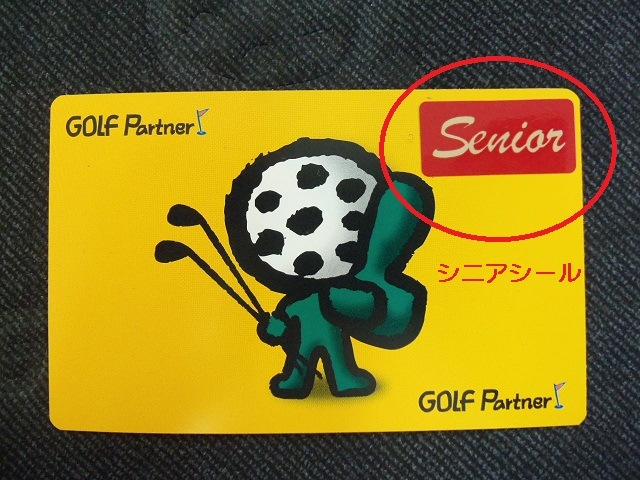 GOLF Partner
Senior
シニアシール
GOLF Partner